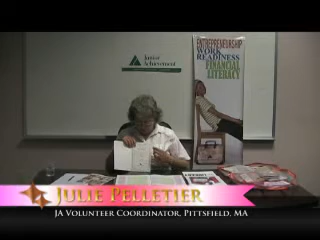 Junior
Achievement
ENTREPRENEURSHIP
WORK
READINESS
FINANCIAL
LITERACY
JULIE PELLETIER
JA VOLUNTEER COORDINATOR, PITTSFIELD, MA